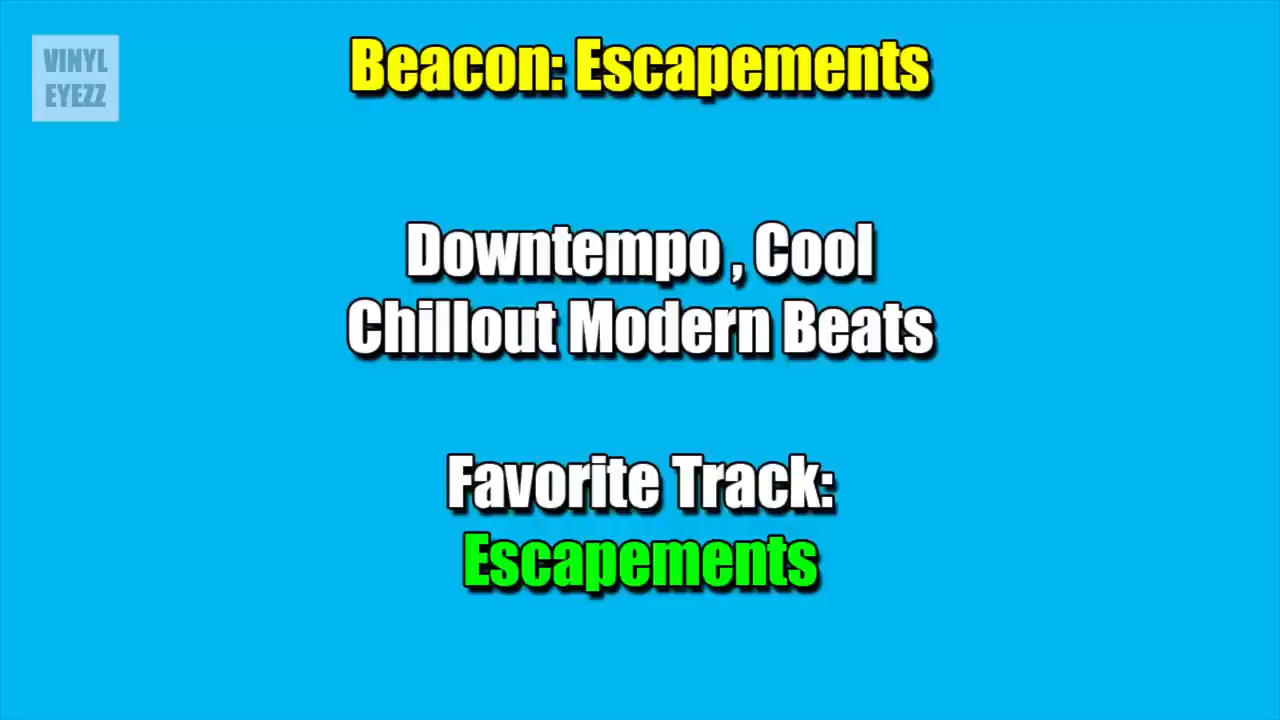 VINYL
EYEZZ
Beacon: Escapements
Downtempo , Cool
Chillout Modern Beats
Favorite Track:
Escapements